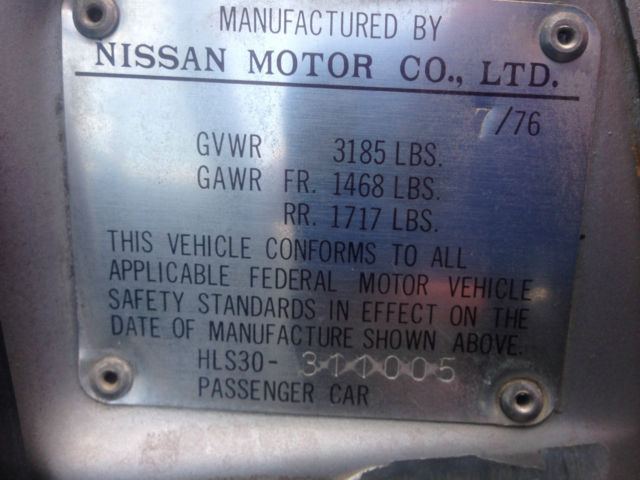 MANUFACTURED BY
NISSAN MOTOR CO., LTD.
7/76
GVWR 3185 LBS.
GAWR FR. 1468 LBS.
RR. 1717 LBS.
THIS VEHICLE CONFORMS TO ALL
APPLICABLE FEDERAL MOTOR VEHICLE
SAFETY STANDARDS IN EFFECT ON THE
DATE OF MANUFACTURE SHOWN ABOVE.
HLS30-311005
PASSENGER CAR